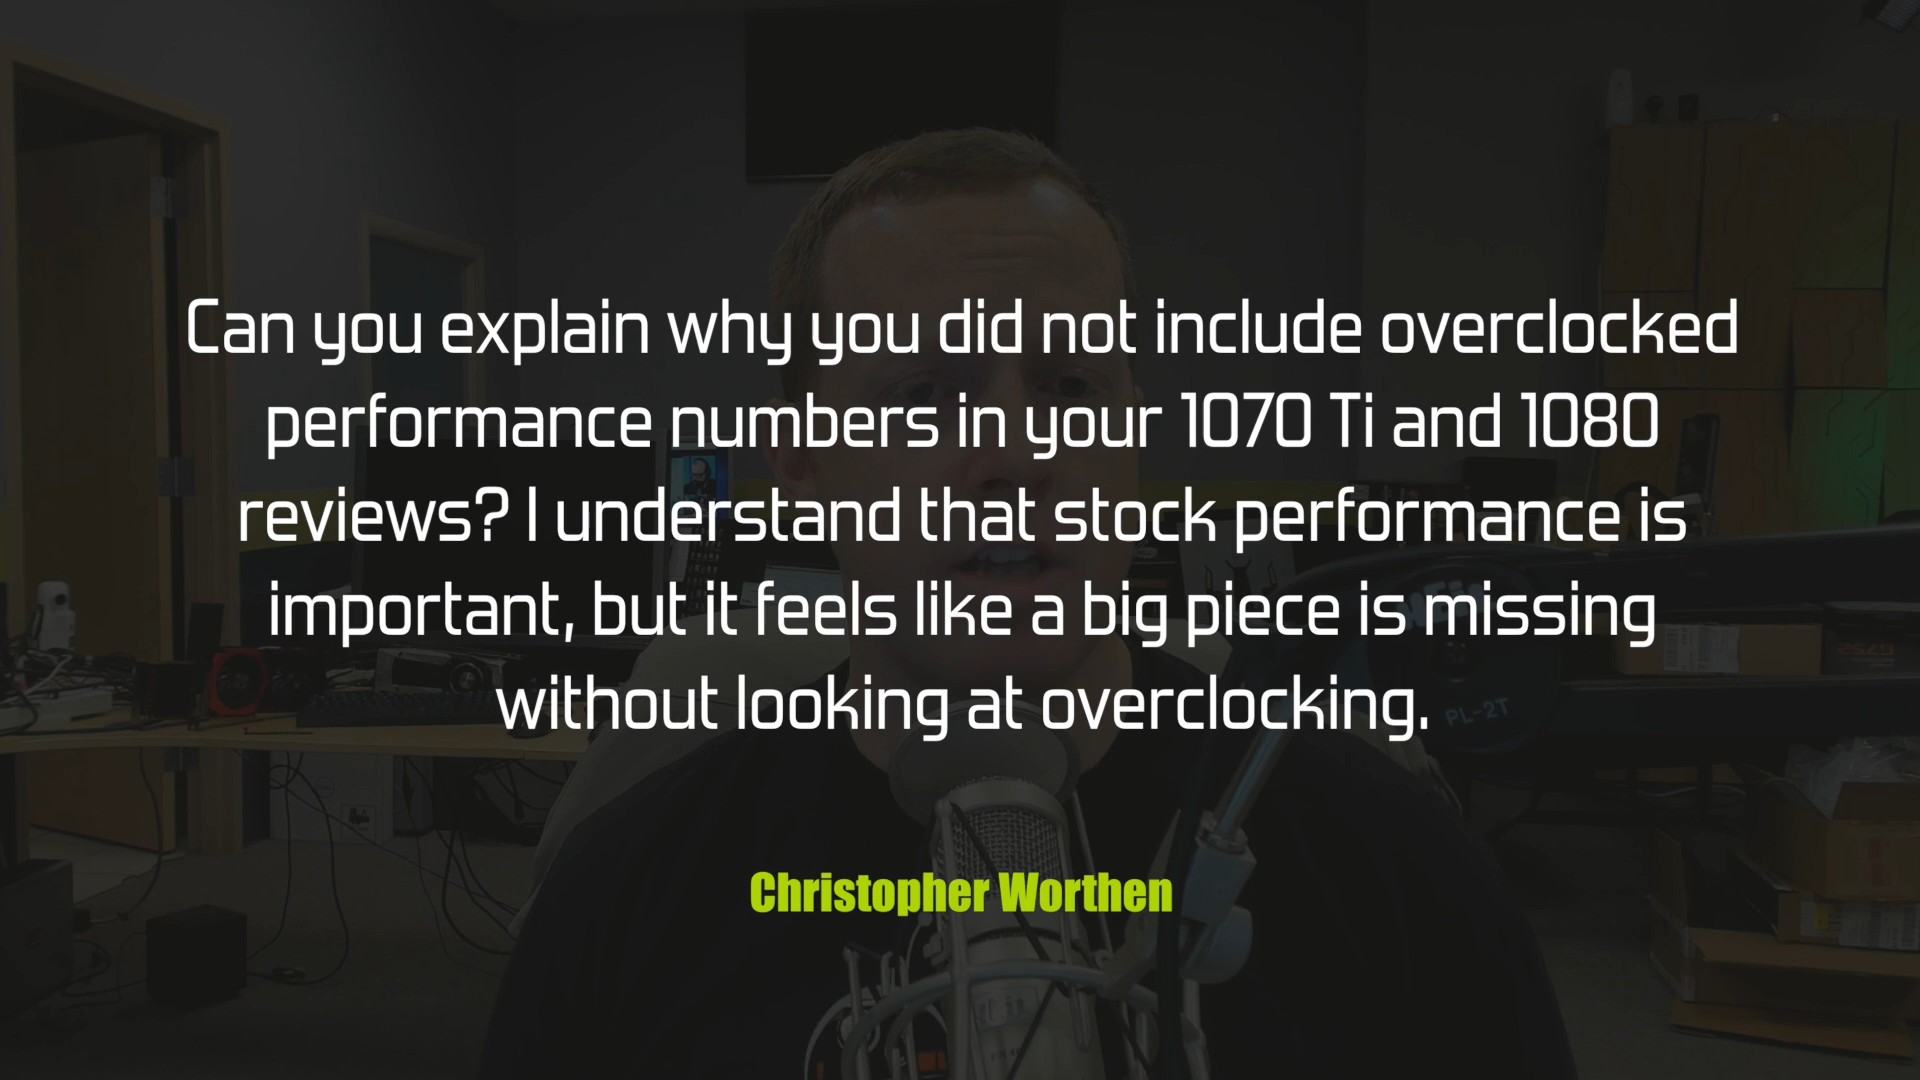 Can you explain why you did not include overclocked
performance numbers in your 1070 Ti and 1080
reviews? I understand that stock performance is
important, but it feels like a big piece is missing
without looking at overclocking.
PL-2T
Christopher Worthen